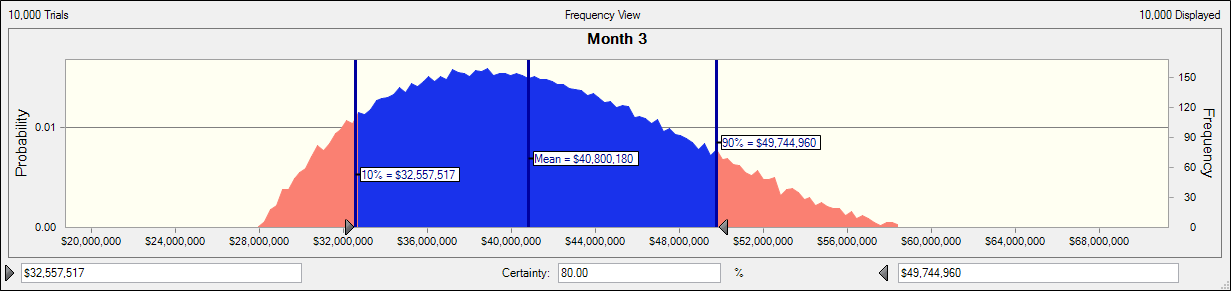 10,000 Trials
Frequency View
10,000 Displayed
Month 3
Probability
0.01
0.00
150
120
90
60
30
0
Frequency
90% = $49,744,960
Mean = $40,800,180
10% = $32,557,517
$20,000,000
$24,000,000
$28,000,000
$32,000,000
$36,000,000
$40,000,000
$44,000,000
$48,000,000
$52,000,000
$56,000,000
$60,000,000
$64,000,000
$68,000,000
$32,557,517
Certainty:
80.00
%
$49,744,960